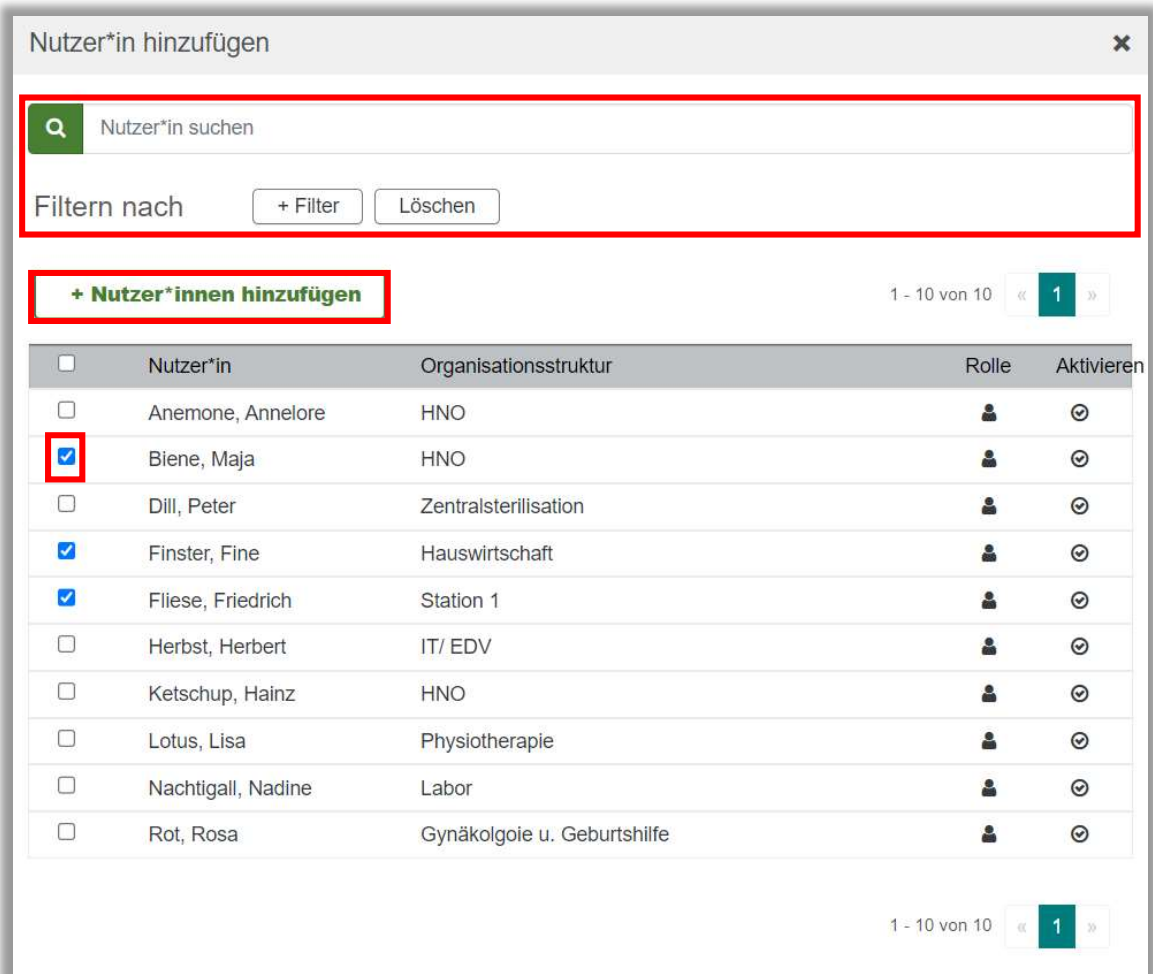 Nutzer*in hinzufügen ×
Nutzer*in suchen
Filtern nach + Filter Löschen
+ Nutzer*innen hinzufügen 1 - 10 von 10 « 1 »
Nutzer*in Organisationsstruktur Rolle Aktivieren
Anemone, Annelore HNO
Biene, Maja HNO
Dill, Peter Zentralsterilisation
Finster, Fine Hauswirtschaft
Fliese, Friedrich Station 1
Herbst, Herbert IT/ EDV
Ketschup, Hainz HNO
Lotus, Lisa Physiotherapie
Nachtigall, Nadine Labor
Rot, Rosa Gynäkolgoie u. Geburtshilfe
1 - 10 von 10 « 1 »